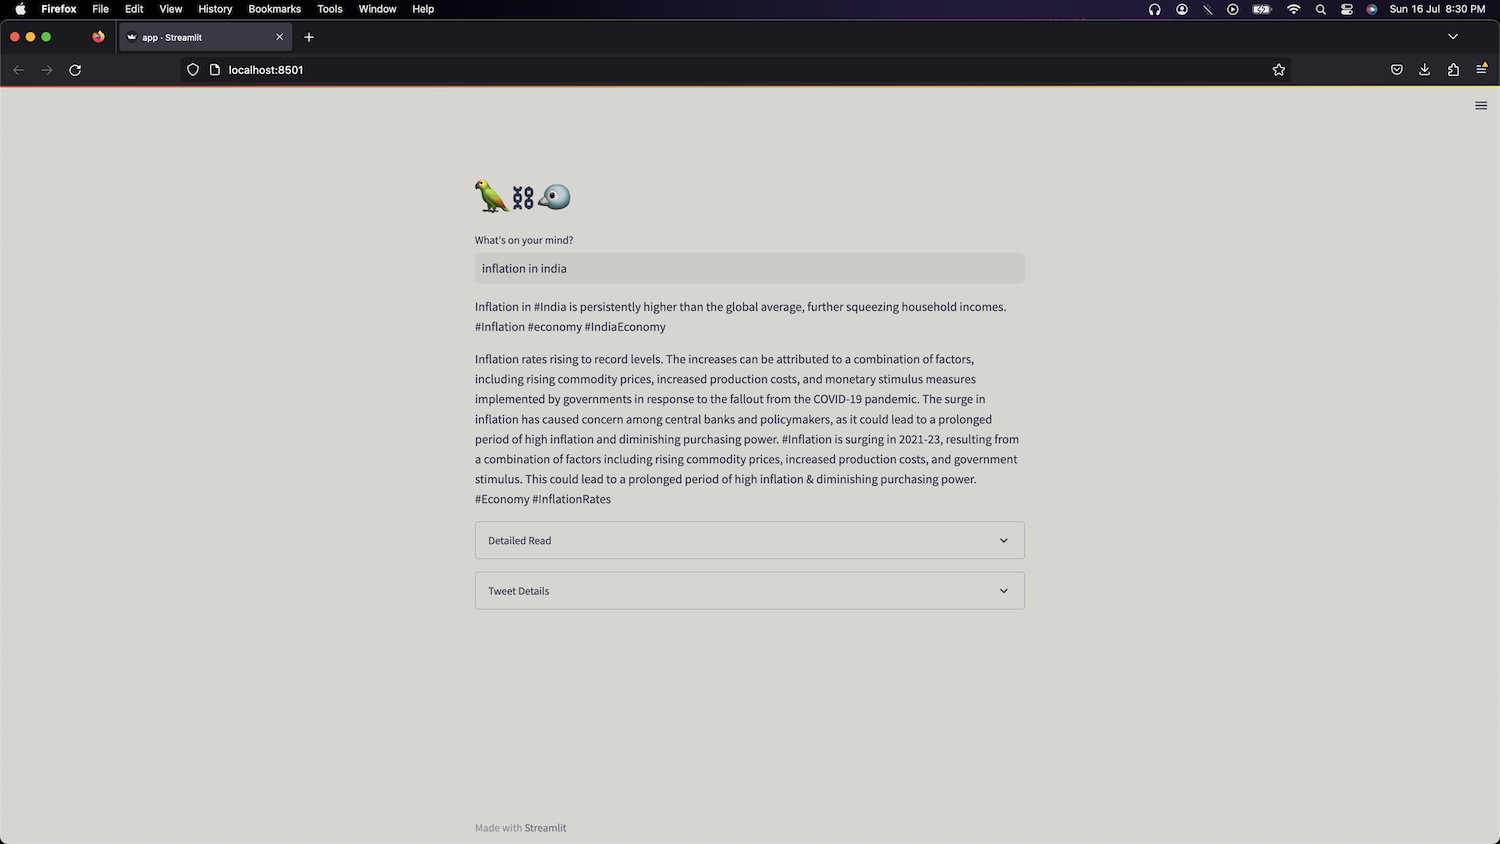 Firefox File Edit View History Bookmarks Tools Window Help Sun 16 Jul 8:30 PM
app · Streamlit
localhost:8501
What's on your mind?
inflation in india
Inflation in #India is persistently higher than the global average, further squeezing household incomes.
#Inflation #economy #IndiaEconomy
Inflation rates rising to record levels. The increases can be attributed to a combination of factors,
including rising commodity prices, increased production costs, and monetary stimulus measures
implemented by governments in response to the fallout from the COVID-19 pandemic. The surge in
inflation has caused concern among central banks and policymakers, as it could lead to a prolonged
period of high inflation and diminishing purchasing power. #Inflation is surging in 2021-23, resulting from
a combination of factors including rising commodity prices, increased production costs, and government
stimulus. This could lead to a prolonged period of high inflation & diminishing purchasing power.
#Economy #InflationRates
Detailed Read
Tweet Details
Made with Streamlit